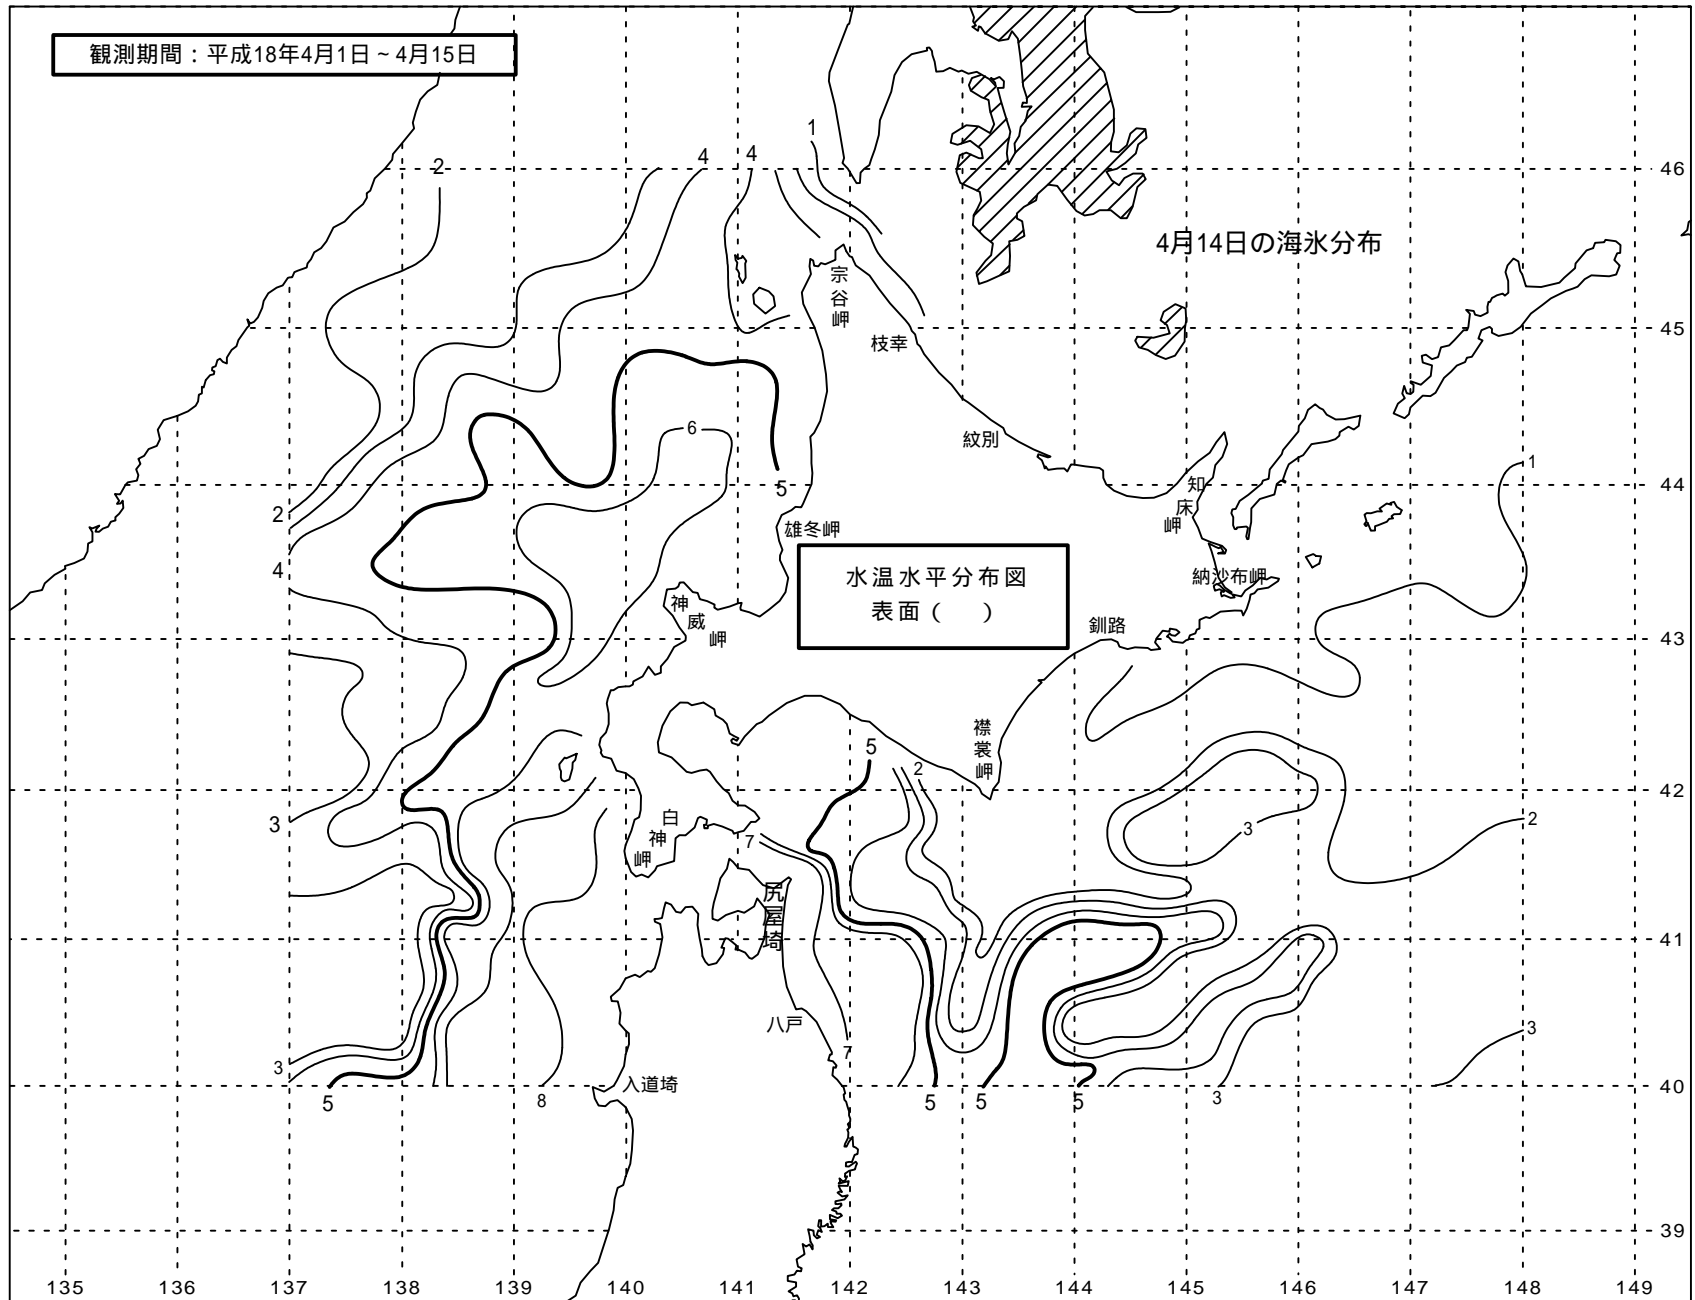 観測期間：平成18年4月1日～4月15日
1
2
4
4
46
4月14日の海氷分布
宗谷岬
45
枝幸
6
紋別
1
2
5
44
知床岬
雄冬岬
4
水温水平分布図
表面（　）
納沙布岬
神威岬
釧路
43
襟裳岬
5
2
42
3
白神岬
7
3
2
尻屋埼
41
八戸
7
3
3
入道埼
40
5
8
5
5
5
3
39
135 136 137 138 139 140 141 142 143 144 145 146 147 148 149